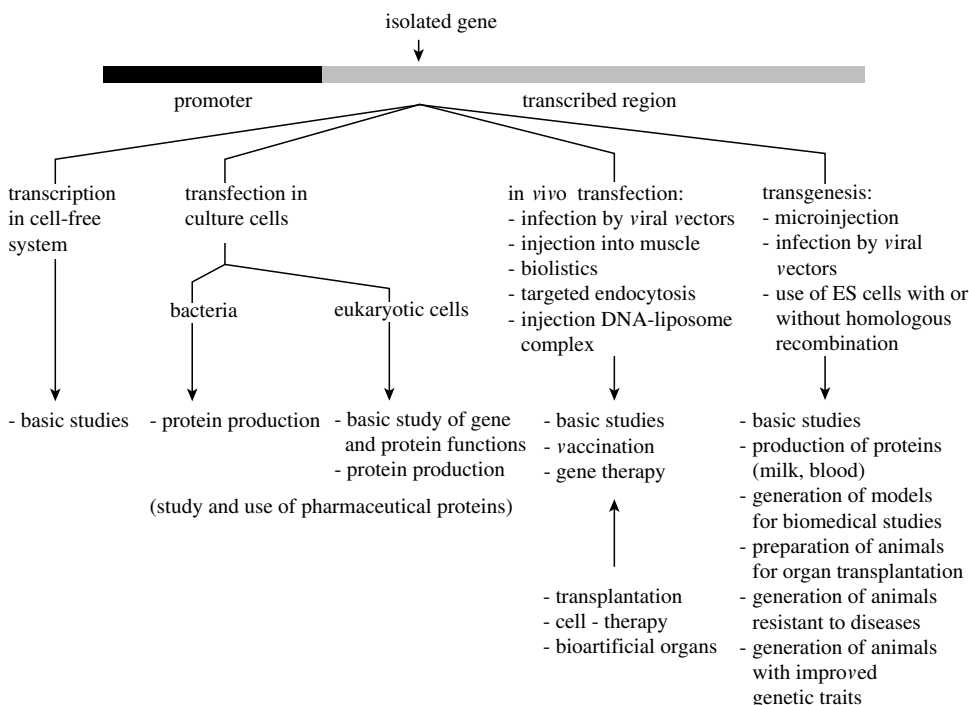 isolated gene
promoter
transcribed region
transcription
in cell-free
system
transfection in
culture cells
in vivo transfection:
- infection by viral vectors
- injection into muscle
- biolistics
- targeted endocytosis
- injection DNA-liposome
complex
transgenesis:
- microinjection
- infection by viral
vectors
- use of ES cells with or
without homologous
recombination
bacteria
eukaryotic cells
- basic studies
- protein production
- basic study of gene
and protein functions
- protein production
(study and use of pharmaceutical proteins)
- basic studies
- vaccination
- gene therapy
- transplantation
- cell - therapy
- bioartificial organs
- basic studies
- production of proteins
(milk, blood)
- generation of models
for biomedical studies
- preparation of animals
for organ transplantation
- generation of animals
resistant to diseases
- generation of animals
with improved
genetic traits